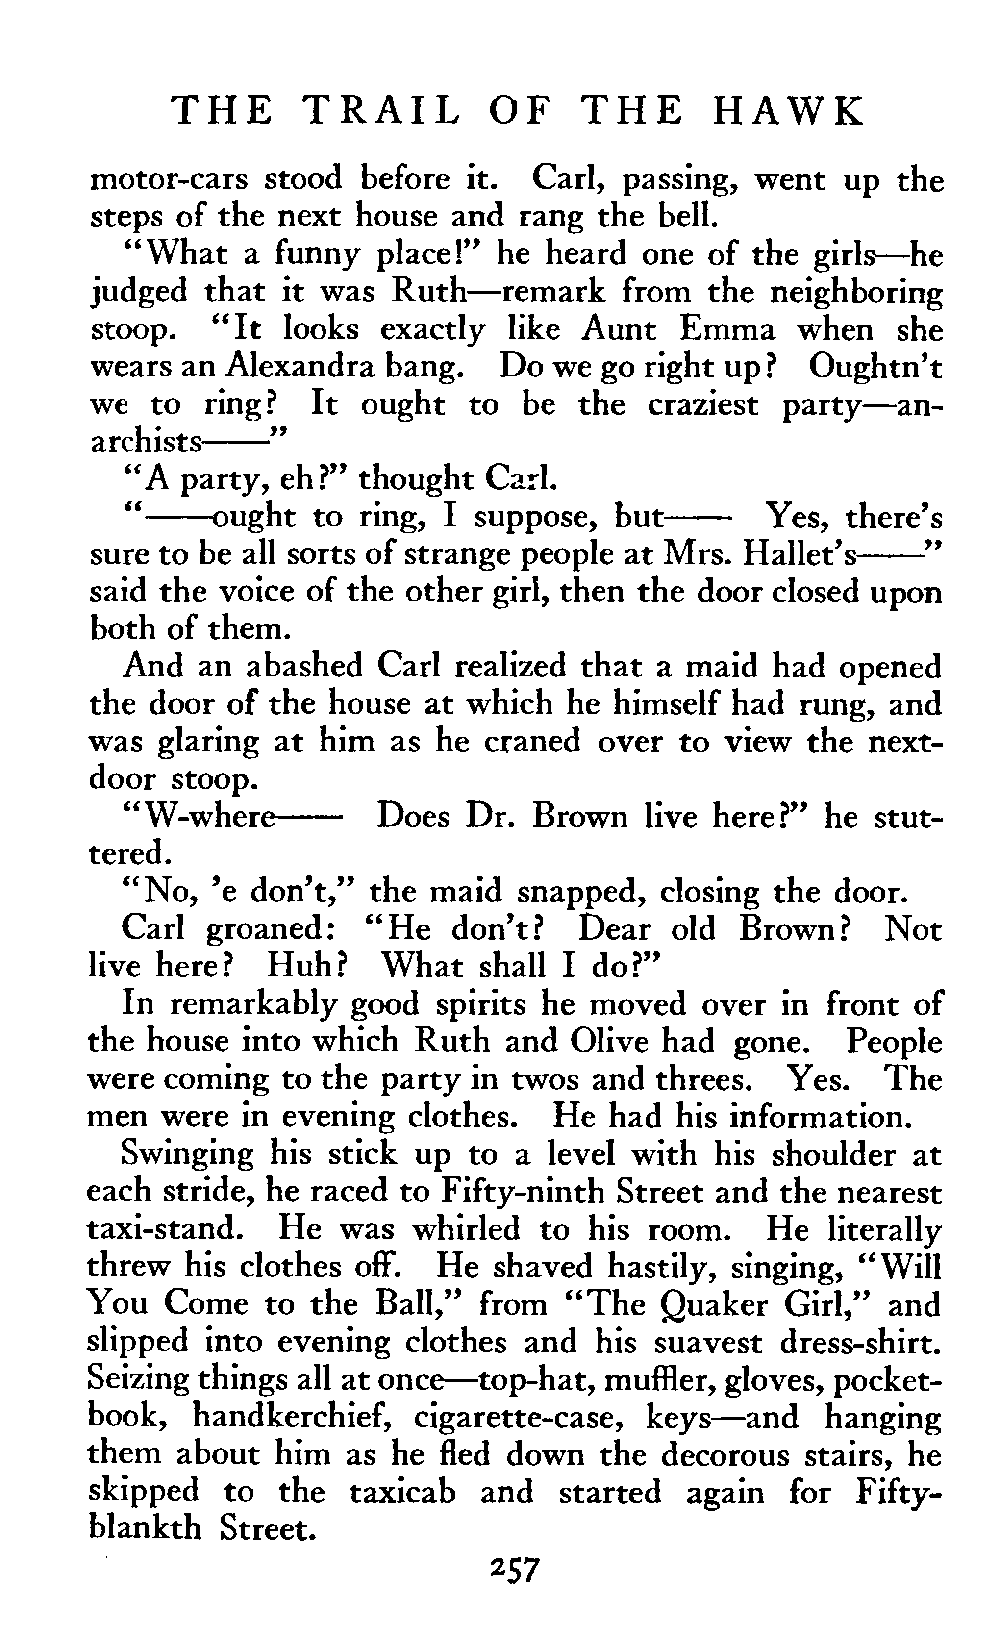 THE TRAIL OF THE HAWK
motor-cars stood before it. Carl, passing, went up the
steps of the next house and rang the bell.
"What a funny place!" he heard one of the girls—he
judged that it was Ruth—remark from the neighboring
stoop. "It looks exactly like Aunt Emma when she
wears an Alexandra bang. Do we go right up? Oughtn't
we to ring? It ought to be the craziest party—an-
archists——"
"A party, eh?" thought Carl.
"——ought to ring, I suppose, but—— Yes, there's
sure to be all sorts of strange people at Mrs. Hallet's——"
said the voice of the other girl, then the door closed upon
both of them.
And an abashed Carl realized that a maid had opened
the door of the house at which he himself had rung, and
was glaring at him as he craned over to view the next-
door stoop.
"W-where—— Does Dr. Brown live here?" he stut-
tered.
"No, 'e don't," the maid snapped, closing the door.
Carl groaned: "He don't? Dear old Brown? Not
live here? Huh? What shall I do?"
In remarkably good spirits he moved over in front of
the house into which Ruth and Olive had gone. People
were coming to the party in twos and threes. Yes. The
men were in evening clothes. He had his information.
Swinging his stick up to a level with his shoulder at
each stride, he raced to Fifty-ninth Street and the nearest
taxi-stand. He was whirled to his room. He literally
threw his clothes off. He shaved hastily, singing, "Will
You Come to the Ball," from "The Quaker Girl," and
slipped into evening clothes and his suavest dress-shirt.
Seizing things all at once—top-hat, muffler, gloves, pocket-
book, handkerchief, cigarette-case, keys—and hanging
them about him as he fled down the decorous stairs, he
skipped to the taxicab and started again for Fifty-
blankth Street.
257